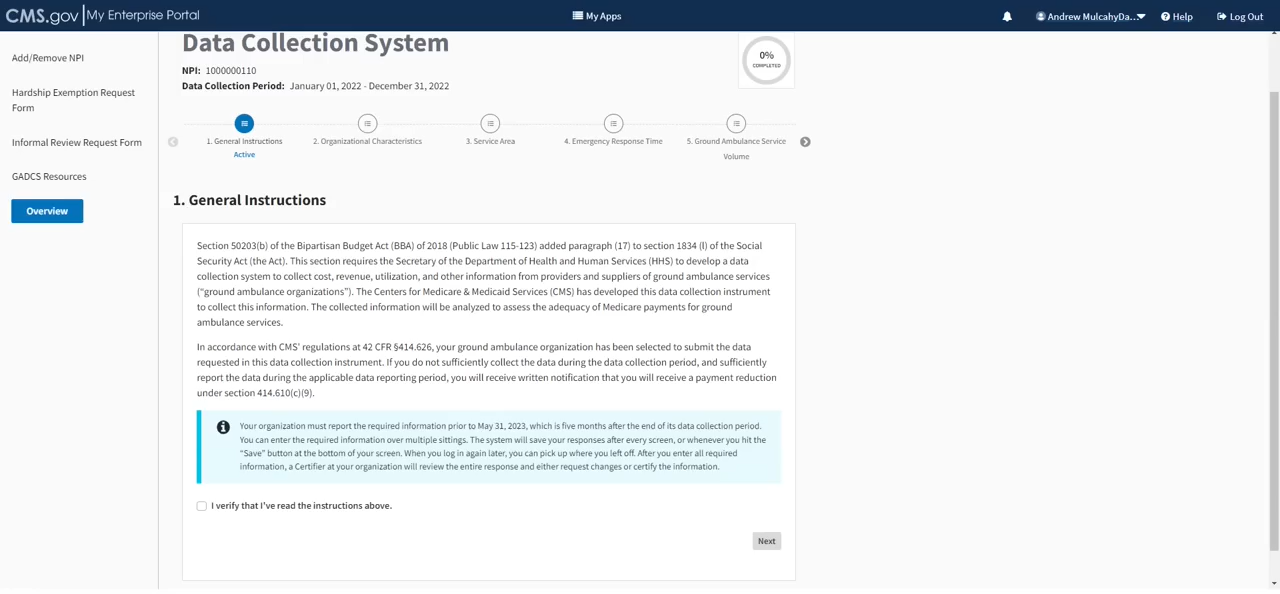 CMS.gov My Enterprise Portal
My Apps
Andrew MulcahyDa...
Help
Log Out
Add/Remove NPI
Hardship Exemption Request
Form
Informal Review Request Form
GADCS Resources
Overview
Data Collection System
NPI: 1000000110
Data Collection Period: January 01, 2022 - December 31, 2022
0%
COMPLETED
1. General Instructions
Active
2. Organizational Characteristics
3. Service Area
4. Emergency Response Time
5. Ground Ambulance Service
Volume
1. General Instructions
Section 50203(b) of the Bipartisan Budget Act (BBA) of 2018 (Public Law 115-123) added paragraph (17) to section 1834 (l) of the Social
Security Act (the Act). This section requires the Secretary of the Department of Health and Human Services (HHS) to develop a data
collection system to collect cost, revenue, utilization, and other information from providers and suppliers of ground ambulance services
(“ground ambulance organizations”). The Centers for Medicare & Medicaid Services (CMS) has developed this data collection instrument
to collect this information. The collected information will be analyzed to assess the adequacy of Medicare payments for ground
ambulance services.
In accordance with CMS' regulations at 42 CFR §414.626, your ground ambulance organization has been selected to submit the data
requested in this data collection instrument. If you do not sufficiently collect the data during the data collection period, and sufficiently
report the data during the applicable data reporting period, you will receive written notification that you will receive a payment reduction
under section 414.610(c)(9).
Your organization must report the required information prior to May 31, 2023, which is five months after the end of its data collection period.
You can enter the required information over multiple sittings. The system will save your responses after every screen, or whenever you hit the
“Save” button at the bottom of your screen. When you log in again later, you can pick up where you left off. After you enter all required
information, a Certifier at your organization will review the entire response and either request changes or certify the information.
I verify that I've read the instructions above.
Next